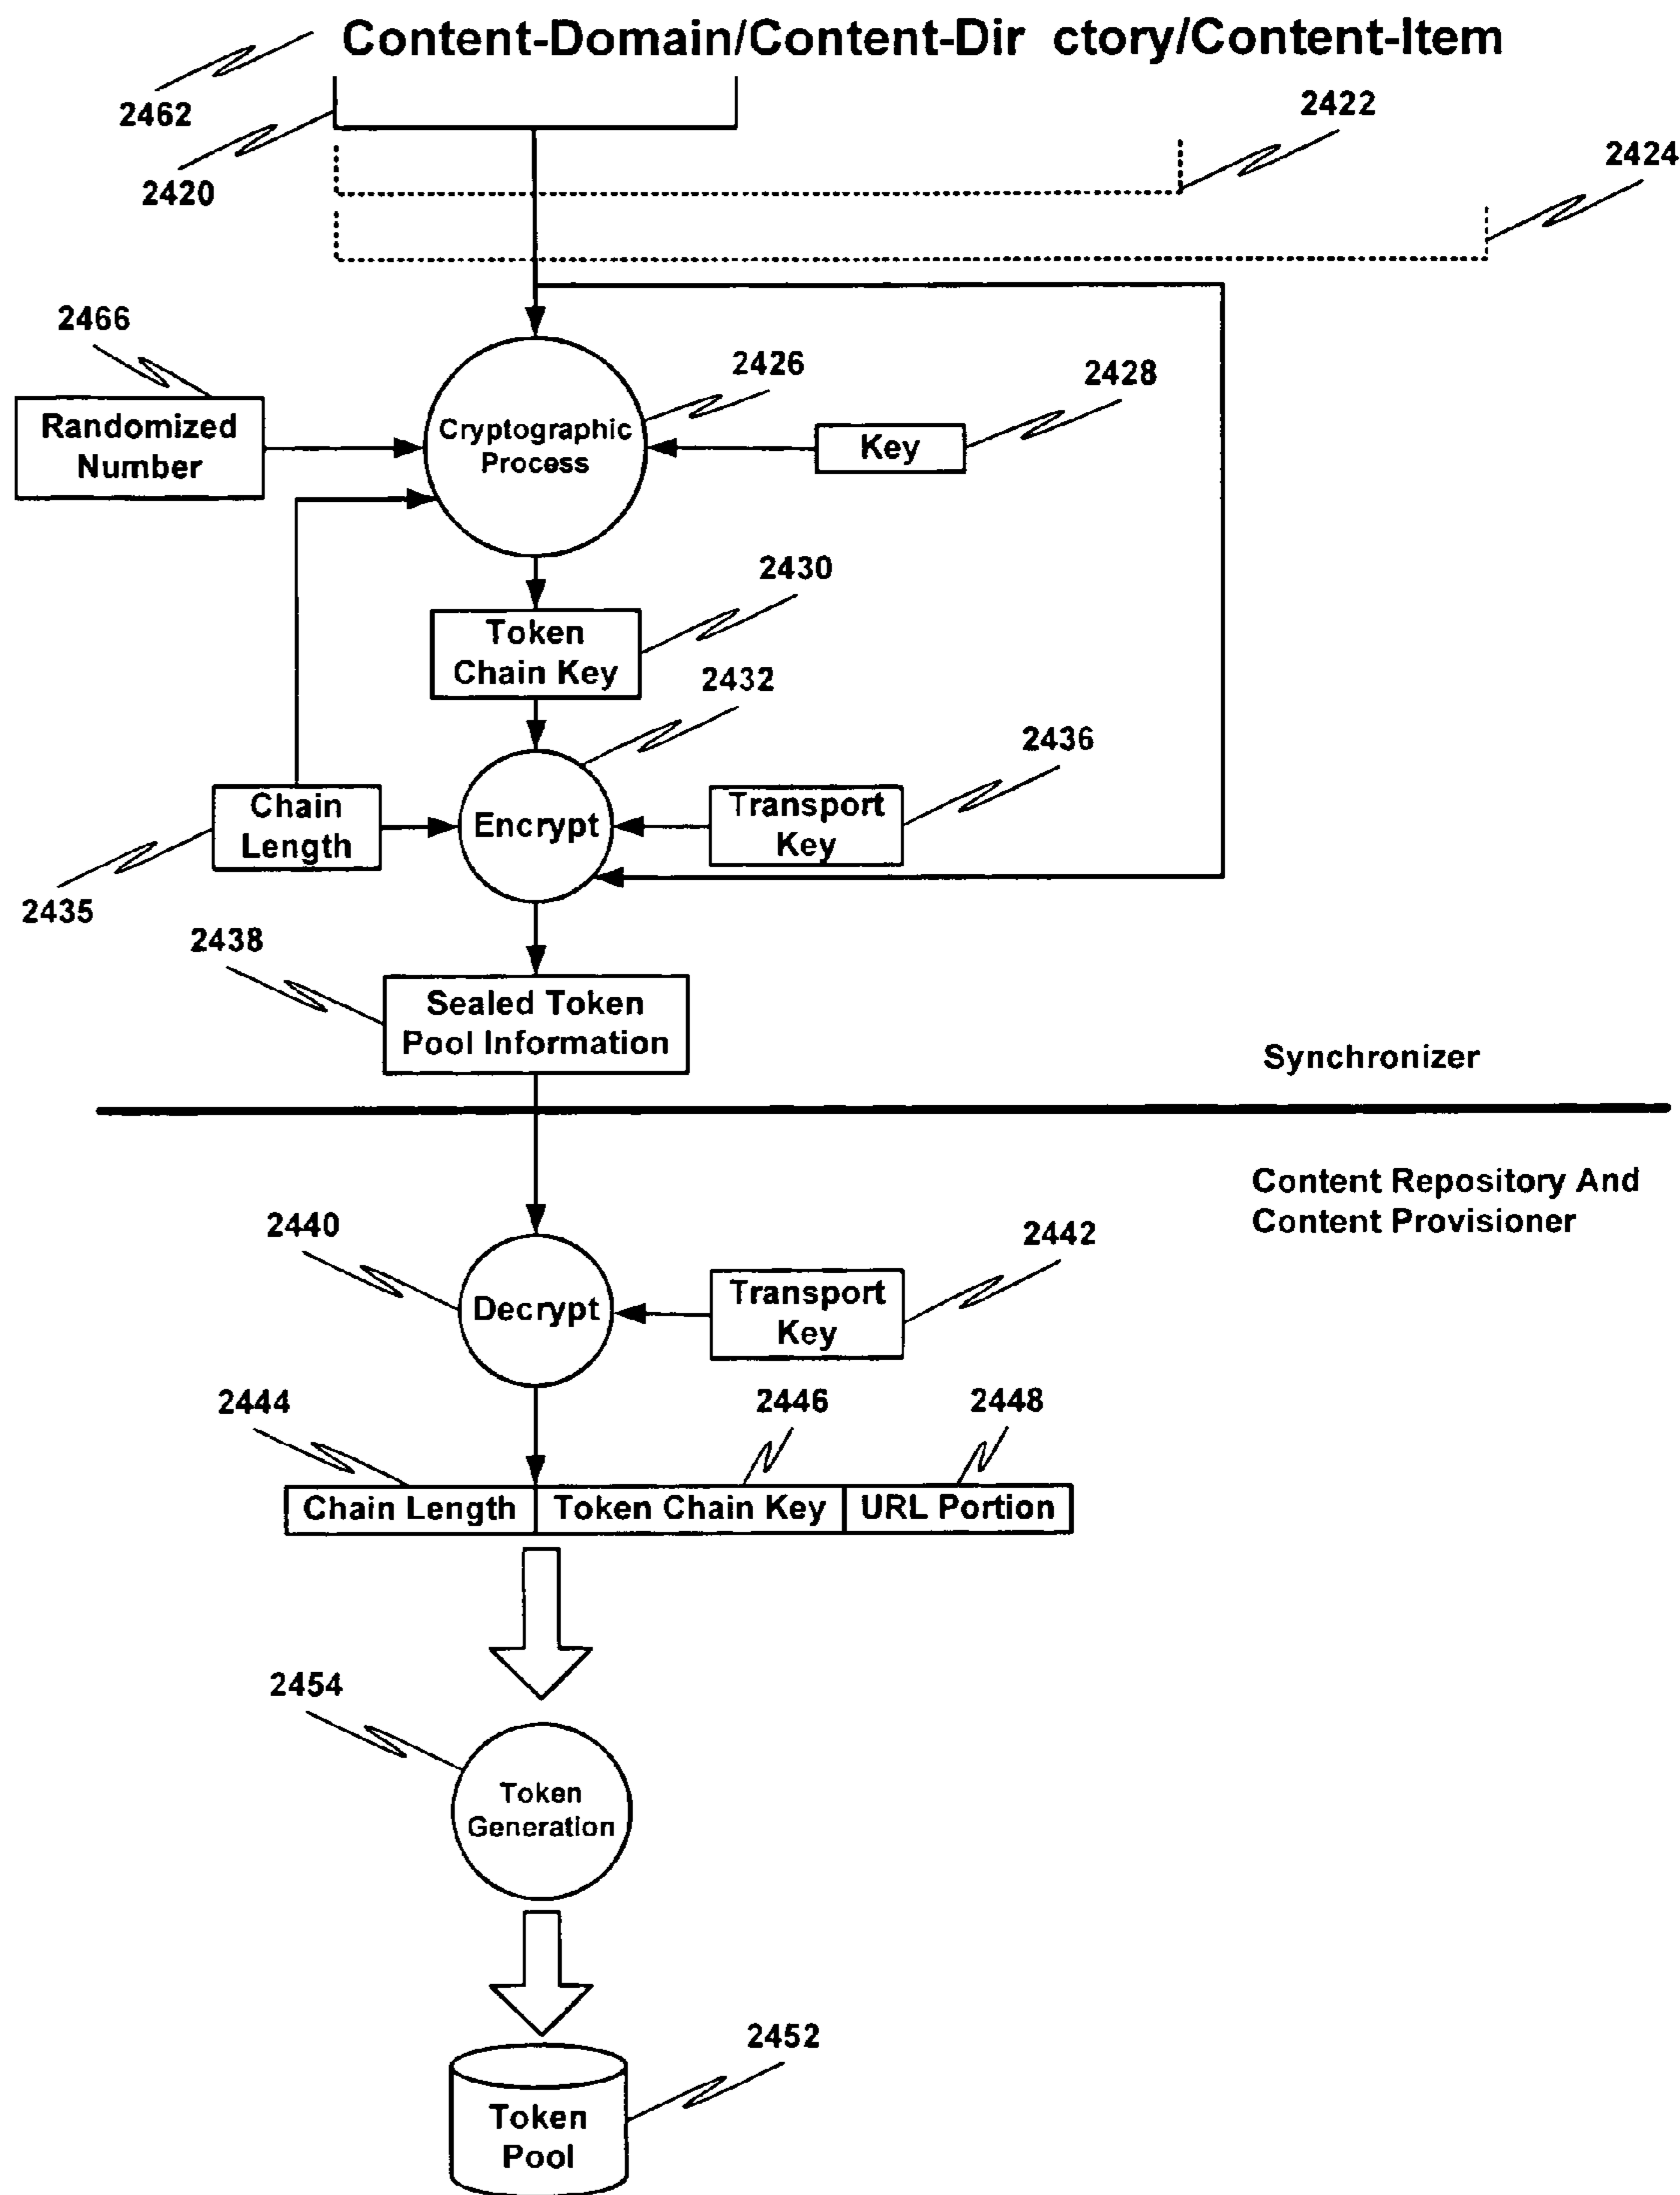 Content-Domain/Content-Dir ctory/Content-Item
2462
2420
2422
2424
2466
Randomized
Number
2426
Cryptographic
Process
2428
Key
2430
Token
Chain Key
2432
2436
Chain
Length
Encrypt
Transport
Key
2435
2438
Sealed Token
Pool Information
Synchronizer
Content Repository And
Content Provisioner
2440
2442
Decrypt
Transport
Key
2444
2446
2448
Chain Length
Token Chain Key
URL Portion
2454
Token
Generation
2452
Token
Pool